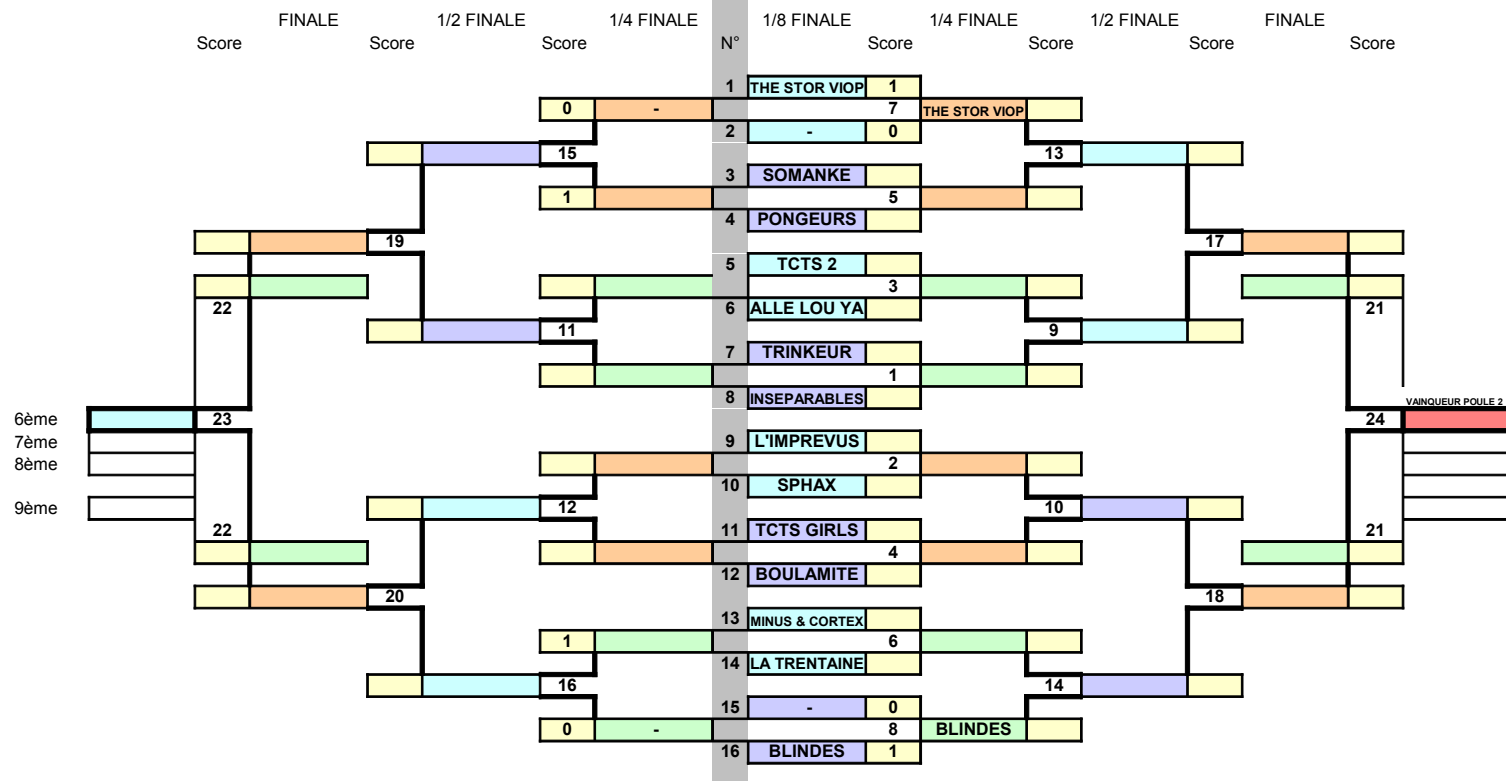 FINALE 1/2 FINALE 1/4 FINALE 1/8 FINALE 1/4 FINALE 1/2 FINALE FINALE
Score Score Score N° Score Score Score Score
1 THE STOR VIOP 1
0 - 7 THE STOR VIOP
2 - 0
15 13
3 SOMANKE
1 5
4 PONGEURS
19 17
5 TCTS 2
3
22 6 ALLE LOU YA 21
11 9
7 TRINKEUR
1
8 INSEPARABLES VAINQUEUR POULE 2
6ème 23 24
7ème 9 L'IMPREVUS
8ème 2
10 SPHAX
9ème 12 10
22 11 TCTS GIRLS 21
4
12 BOULAMITE
20 18
13 MINUS & CORTEX
1 6
14 LA TRENTAINE
16 14
15 - 0
0 - 8 BLINDES
16 BLINDES 1